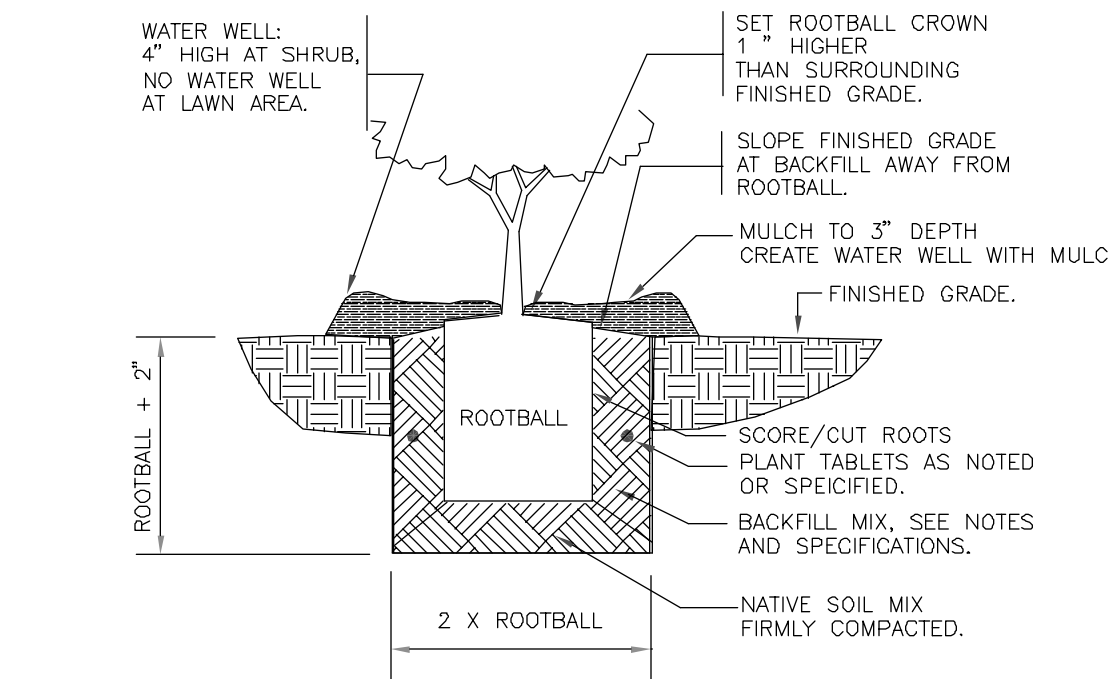 WATER WELL:
4" HIGH AT SHRUB,
NO WATER WELL
AT LAWN AREA.
SET ROOTBALL CROWN
1 " HIGHER
THAN SURROUNDING
FINISHED GRADE.
SLOPE FINISHED GRADE
AT BACKFILL AWAY FROM
ROOTBALL.
MULCH TO 3" DEPTH
CREATE WATER WELL WITH MULC
FINISHED GRADE.
ROOTBALL + 2"
ROOTBALL
SCORE/CUT ROOTS
PLANT TABLETS AS NOTED
OR SPEICIFIED.
BACKFILL MIX, SEE NOTES
AND SPECIFICATIONS.
NATIVE SOIL MIX
FIRMLY COMPACTED.
2 X ROOTBALL